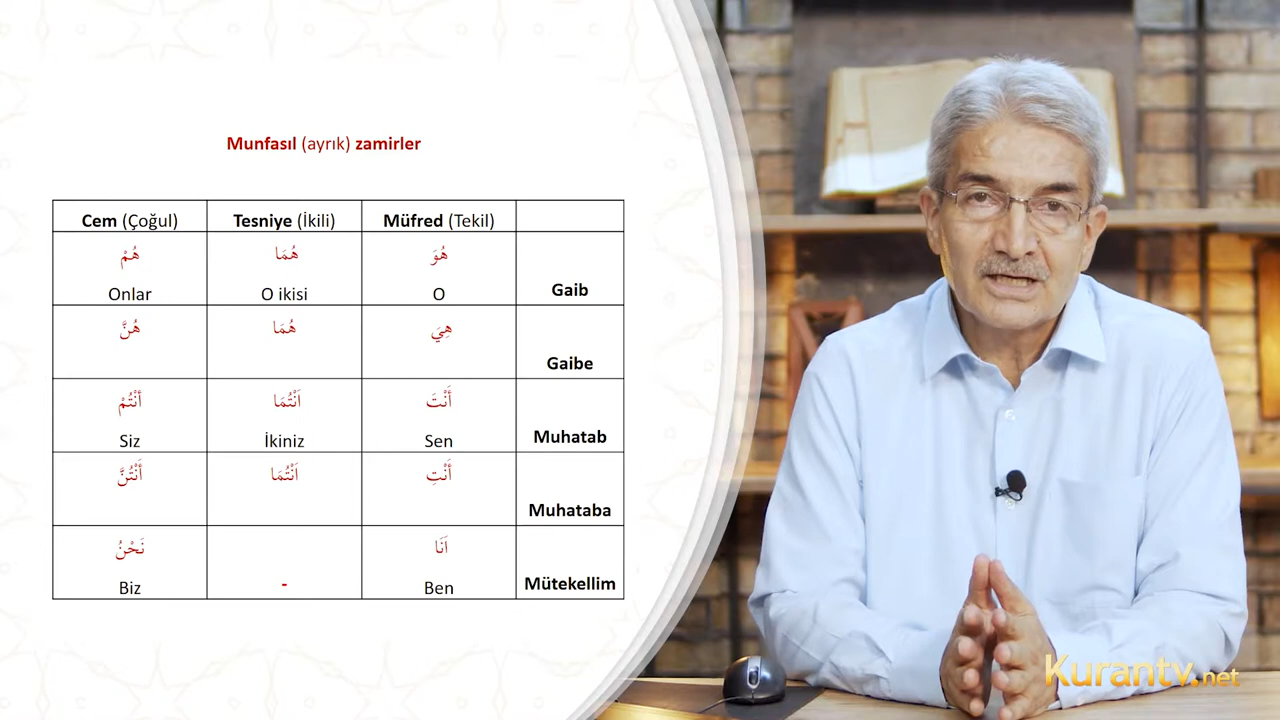 Munfasıl (ayrık) zamirler
Cem (Çoğul) Tesniye (İkili) Müfred (Tekil)
هُمْ هُمَا هُوَ
Onlar O ikisi O Gaib
هُنَّ هُمَا هِيَ
Gaibe
أَنْتُمْ اَنْتُمَا أَنْتَ
Siz İkiniz Sen Muhatab
أَنْتُنَّ اَنْتُمَا أَنْتِ
Muhataba
نَحْنُ اَنَا
Biz - Ben Mütekellim
Kurantv.net